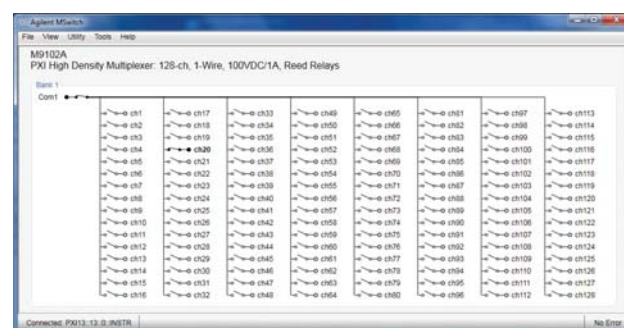 Agilent MSwitch
File View Utility Tools Help
M9102A
PXI High Density Multiplexer: 128-ch, 1-Wire, 100VDC/1A, Reed Relays
Bank 1
Com1
ch1 ch17 ch33 ch49 ch65 ch81 ch97 ch113
ch2 ch18 ch34 ch50 ch66 ch82 ch98 ch114
ch3 ch19 ch35 ch51 ch67 ch83 ch99 ch115
ch4 ch20 ch36 ch52 ch68 ch84 ch100 ch116
ch5 ch21 ch37 ch53 ch69 ch85 ch101 ch117
ch6 ch22 ch38 ch54 ch70 ch86 ch102 ch118
ch7 ch23 ch39 ch55 ch71 ch87 ch103 ch119
ch8 ch24 ch40 ch56 ch72 ch88 ch104 ch120
ch9 ch25 ch41 ch57 ch73 ch89 ch105 ch121
ch10 ch26 ch42 ch58 ch74 ch90 ch106 ch122
ch11 ch27 ch43 ch59 ch75 ch91 ch107 ch123
ch12 ch28 ch44 ch60 ch76 ch92 ch108 ch124
ch13 ch29 ch45 ch61 ch77 ch93 ch109 ch125
ch14 ch30 ch46 ch62 ch78 ch94 ch110 ch126
ch15 ch31 ch47 ch63 ch79 ch95 ch111 ch127
ch16 ch32 ch48 ch64 ch80 ch96 ch112 ch128
Connected: PXI13::13::0::INSTR No Error